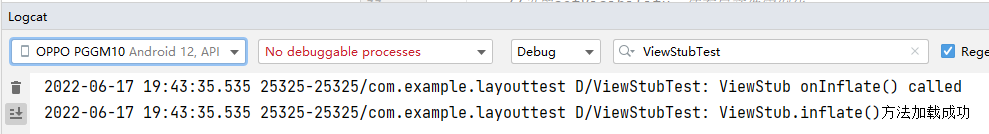 Logcat
OPPO PGGM10 Android 12, API
No debuggable processes
Debug
ViewStubTest
Rege
2022-06-17 19:43:35.535 25325-25325/com.example.layouttest D/ViewStubTest: ViewStub onInflate() called
2022-06-17 19:43:35.535 25325-25325/com.example.layouttest D/ViewStubTest: ViewStub.inflate()方法加载成功